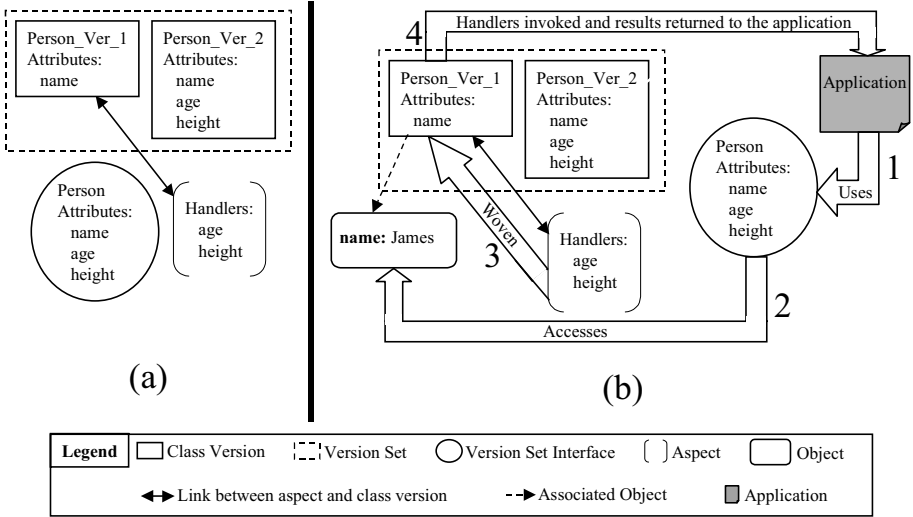 Person_Ver_1
Attributes:
name
Person_Ver_2
Attributes:
name
age
height
Person
Attributes:
name
age
height
Handlers:
age
height
(a)
4
Handlers invoked and results returned to the application
Person_Ver_1
Attributes:
name
Person_Ver_2
Attributes:
name
age
height
Application
1
Uses
Person
Attributes:
name
age
height
name: James
Woven
3
Handlers:
age
height
2
Accesses
(b)
Legend
Class Version
Version Set
Version Set Interface
Aspect
Object
Link between aspect and class version
Associated Object
Application